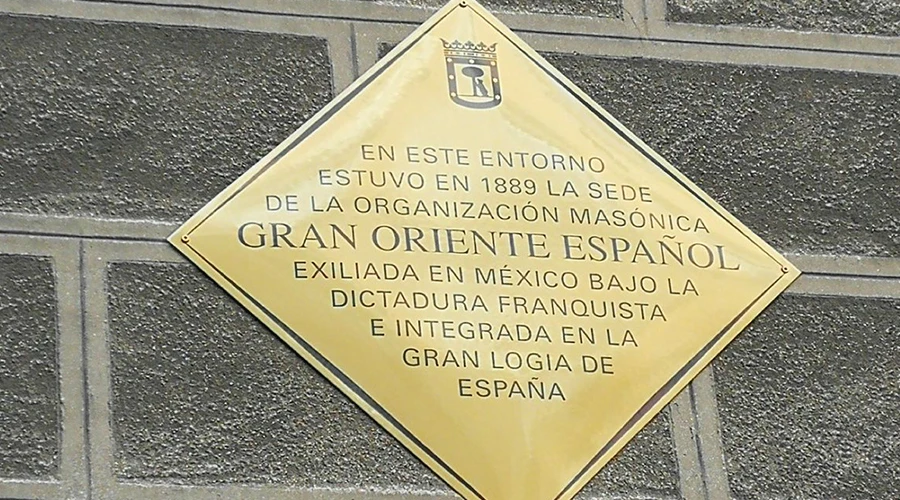 EN ESTE ENTORNO
ESTUVO EN 1889 LA SEDE
DE LA ORGANIZACIÓN MASÓNICA
GRAN ORIENTE ESPAÑOL
EXILIADA EN MÉXICO BAJO LA
DICTADURA FRANQUISTA
E INTEGRADA EN LA
GRAN LOGIA DE
ESPAÑA